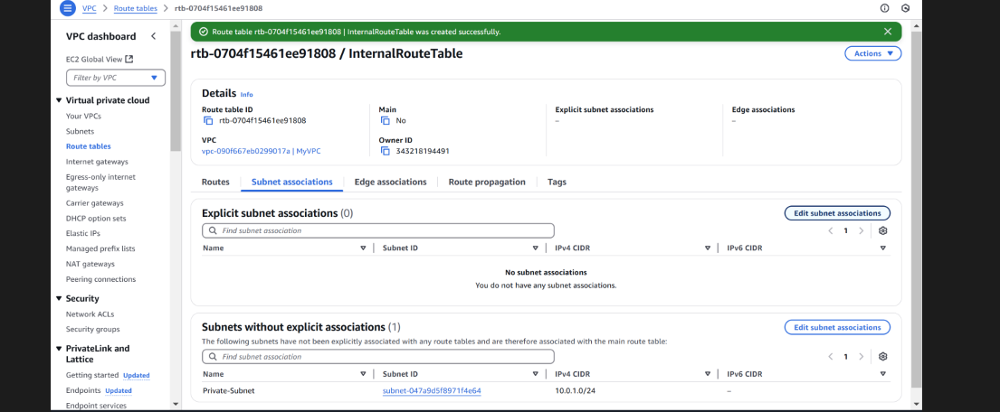 VPC > Route tables > rtb-0704f15461ee91808
VPC dashboard
EC2 Global View
Filter by VPC
Virtual private cloud
Your VPCs
Subnets
Route tables
Internet gateways
Egress-only internet
gateways
Carrier gateways
DHCP option sets
Elastic IPs
Managed prefix lists
NAT gateways
Peering connections
Security
Network ACLs
Security groups
PrivateLink and
Lattice
Getting started Updated
Endpoints Updated
Endpoint services
Route table rtb-0704f15461ee91808 | InternalRouteTable was created successfully.
rtb-0704f15461ee91808 / InternalRouteTable
Actions
Details Info
Route table ID
rtb-0704f15461ee91808
Main
No
Explicit subnet associations
–
Edge associations
–
VPC
vpc-090f667eb0299017a | MyVPC
Owner ID
343218194491
Routes Subnet associations Edge associations Route propagation Tags
Explicit subnet associations (0)
Edit subnet associations
Find subnet association
1
Name Subnet ID IPv4 CIDR IPv6 CIDR
No subnet associations
You do not have any subnet associations.
Subnets without explicit associations (1)
Edit subnet associations
The following subnets have not been explicitly associated with any route tables and are therefore associated with the main route table:
Find subnet association
1
Name Subnet ID IPv4 CIDR IPv6 CIDR
Private-Subnet subnet-047a9d5f8971f4e64 10.0.1.0/24 –